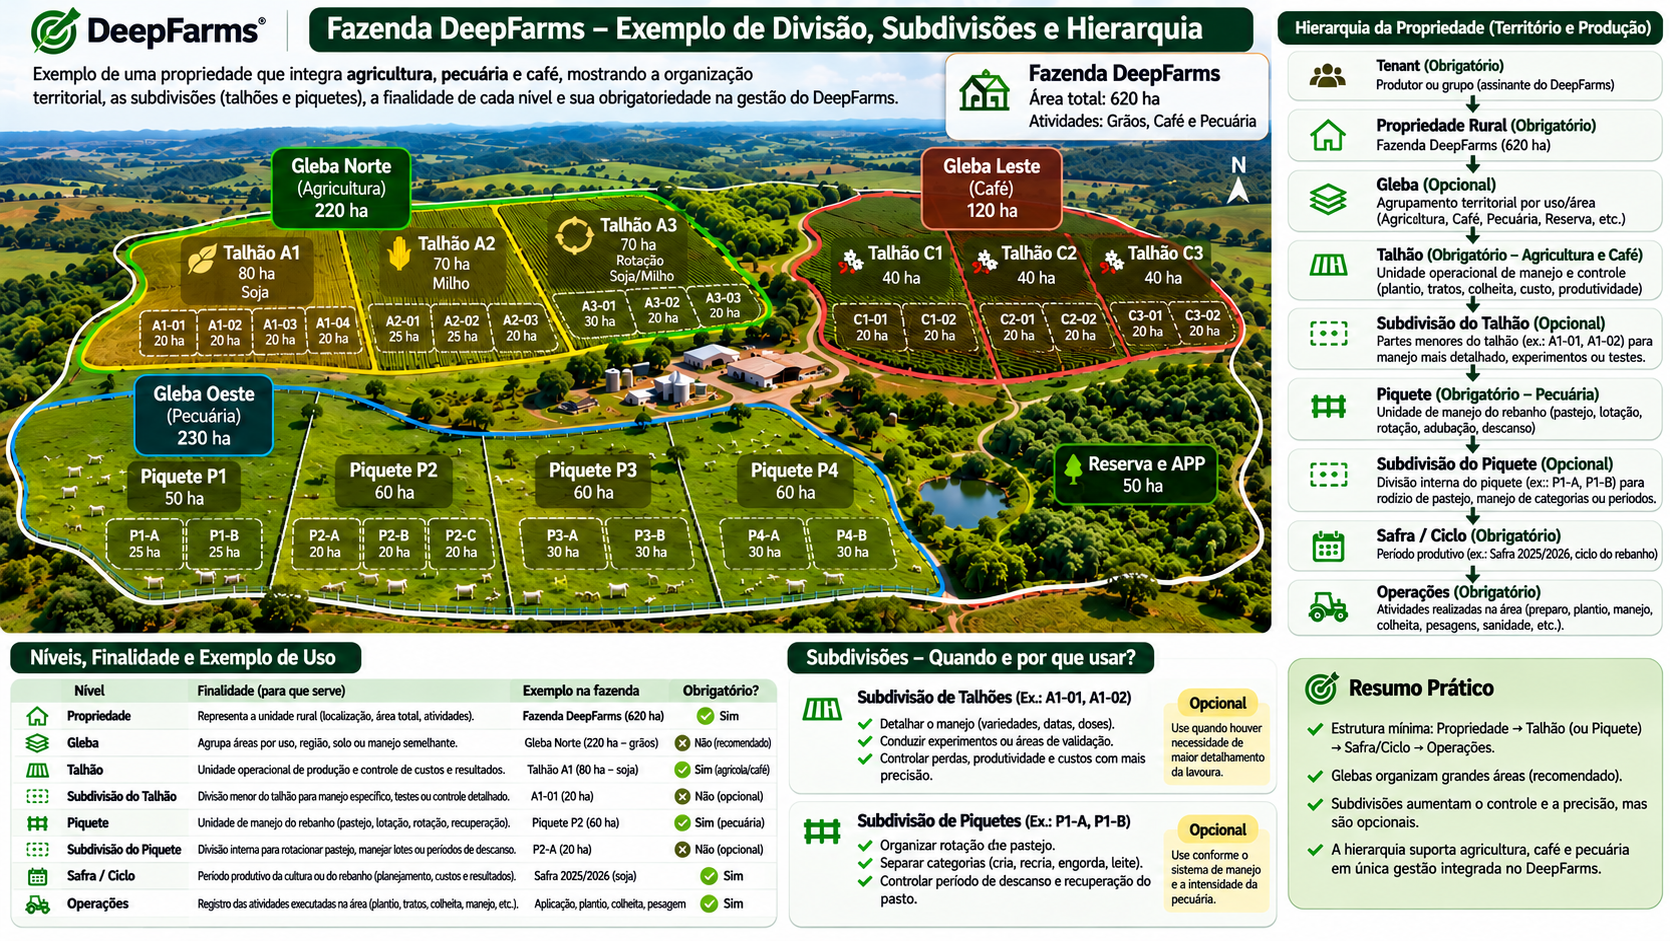 DeepFarms®
Fazenda DeepFarms – Exemplo de Divisão, Subdivisões e Hierarquia
Exemplo de uma propriedade que integra agricultura, pecuária e café, mostrando a organização
territorial, as subdivisões (talhões e piquetes), a finalidade de cada nível e sua obrigatoriedade na gestão do DeepFarms.
Fazenda DeepFarms
Área total: 620 ha
Atividades: Grãos, Café e Pecuária
N
Gleba Norte
(Agricultura)
220 ha
Gleba Leste
(Café)
120 ha
Talhão A1
80 ha
Soja
Talhão A2
70 ha
Milho
Talhão A3
70 ha
Rotação
Soja/Milho
Talhão C1
40 ha
Talhão C2
40 ha
Talhão C3
40 ha
A1-01
20 ha
A1-02
20 ha
A1-03
20 ha
A1-04
20 ha
A2-01
25 ha
A2-02
25 ha
A2-03
20 ha
A3-01
30 ha
A3-02
20 ha
A3-03
20 ha
C1-01
20 ha
C1-02
20 ha
C2-01
20 ha
C2-02
20 ha
C3-01
20 ha
C3-02
20 ha
Gleba Oeste
(Pecuária)
230 ha
Piquete P1
50 ha
Piquete P2
60 ha
Piquete P3
60 ha
Piquete P4
60 ha
Reserva e APP
50 ha
P1-A
25 ha
P1-B
25 ha
P2-A
20 ha
P2-B
20 ha
P2-C
20 ha
P3-A
30 ha
P3-B
30 ha
P4-A
30 ha
P4-B
30 ha
Hierarquia da Propriedade (Território e Produção)
Tenant (Obrigatório)
Produtor ou grupo (assinante do DeepFarms)
Propriedade Rural (Obrigatório)
Fazenda DeepFarms (620 ha)
Gleba (Opcional)
Agrupamento territorial por uso/área
(Agricltura, Café, Pecuária, Reserva, etc.)
Talhão (Obrigatório – Agricultura e Café)
Unidade operacional de manejo e controle
(plantio, tratos, colheita, custo, produtividade)
Subdivisão do Talhão (Opcional)
Partes menores do talhão (ex.: A1-01, A1-02) para
manejo mais detalhado, experimentos ou testes.
Piquete (Obrigatório – Pecuária)
Unidade de manejo do rebanho (pastejo, lotação,
rotação, adubação, descanso)
Subdivisão do Piquete (Opcional)
Divisão interna do piquete (ex:: P1-A, P1-B) para
rodízio de pastejo, manejo de categorias ou períodos.
Safra / Ciclo (Obrigatório)
Período produtivo (ex.: Safra 2025/2026, ciclo do rebanho)
Operações (Obrigatório)
Atividades realizadas na área (preparo, plantio, manejo,
colheita, pesagens, sanidade, etc.).
Níveis, Finalidade e Exemplo de Uso
Nível Finalidade (para que serve) Exemplo na fazenda Obrigatório?
Propriedade Representa a unidade rural (localização, área total, atividades). Fazenda DeepFarms (620 ha) Sim
Gleba Agrupa áreas por uso, região, solo ou manejo semelhante. Gleba Norte (220 ha – grãos) Não (recomendado)
Talhão Unidade operacional de produção e controle de custos e resultados. Talhão A1 (80 ha – soja) Sim (agrícola/café)
Subdivisão do Talhão Divisão menor do talhão para manejo específico, testes ou controle detalhado. A1-01 (20 ha) Não (opcional)
Piquete Unidade de manejo do rebanho (pastejo, lotação, rotação, recuperação). Piquete P2 (60 ha) Sim (pecuária)
Subdivisão do Piquete Divisão interna para rotacionar pastejo, manejar lotes ou períodos de descanso. P2-A (20 ha) Não (opcional)
Safra / Ciclo Período produtivo da cultura ou do rebanho (planejamento, custos e resultados). Safra 2025/2026 (soja) Sim
Operações Registro das atividades executadas na área (plantio, tratos, colheita, manejo, etc.). Aplicação, plantio, colheita, pesagem Sim
Subdivisões – Quando e por que usar?
Subdivisão de Talhões (Ex.: A1-01, A1-02)
Detalhar o manejo (variedades, datas, doses).
Conduzir experimentos ou áreas de validação.
Controlar perdas, produtividade e custos com mais
precisão.
Opcional
Use quando houver
necessidade de
maior detalhamento
da lavoura.
Subdivisão de Piquetes (Ex.: P1-A, P1-B)
Organizar rotação de pastejo.
Separar categorias (cria, recria, engorda, leite).
Controlar período de descanso e recuperação do
pasto.
Opcional
Use conforme o
sistema de manejo
e a intensidade da
pecuária.
Resumo Prático
Estrutura mínima: Propriedade → Talhão (ou Piquete)
→ Safra/Ciclo → Operações.
Glebas organizam grandes áreas (recomendado).
Subdivisões aumentam o controle e a precisão, mas
são opcionais.
A hierarquia suporta agricultura, café e pecuária
em única gestão integrada no DeepFarms.